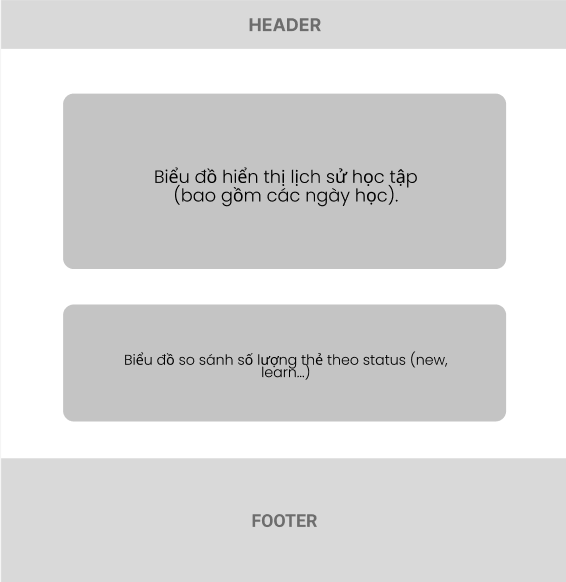 HEADER
Biểu đồ hiển thị lịch sử học tập
(bao gồm các ngày học).
Biểu đồ so sánh số lượng thẻ theo status (new,
learn...)
FOOTER